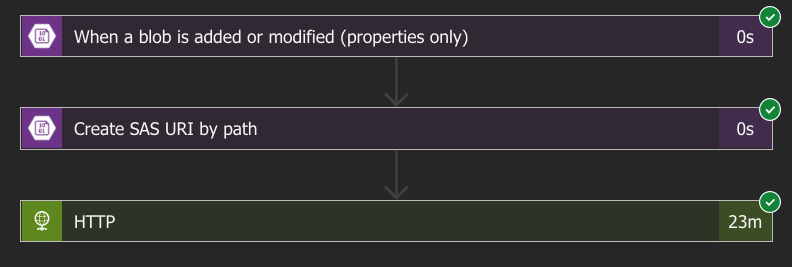 When a blob is added or modified (properties only) 0s
Create SAS URI by path 0s
HTTP 23m